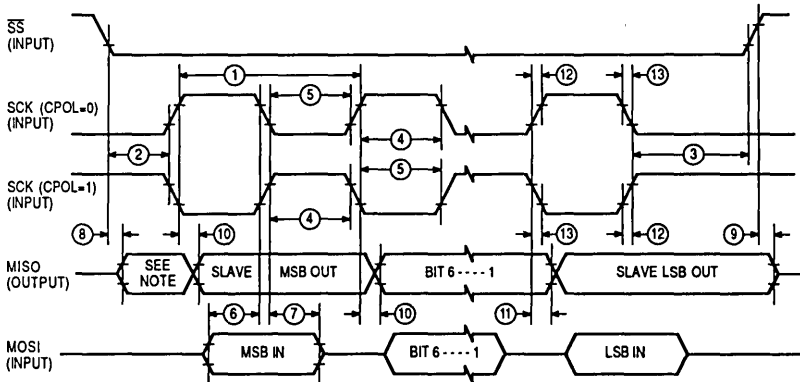 SS
(INPUT)
1
12
13
SCK (CPOL=0)
(INPUT)
5
4
2
5
3
SCK (CPOL=1)
(INPUT)
4
8
10
13
12
9
MISO
(OUTPUT)
SEE
NOTE
SLAVE
MSB OUT
BIT 6 - - - - 1
SLAVE LSB OUT
6
7
10
11
MOSI
(INPUT)
MSB IN
BIT 6 - - - - 1
LSB IN